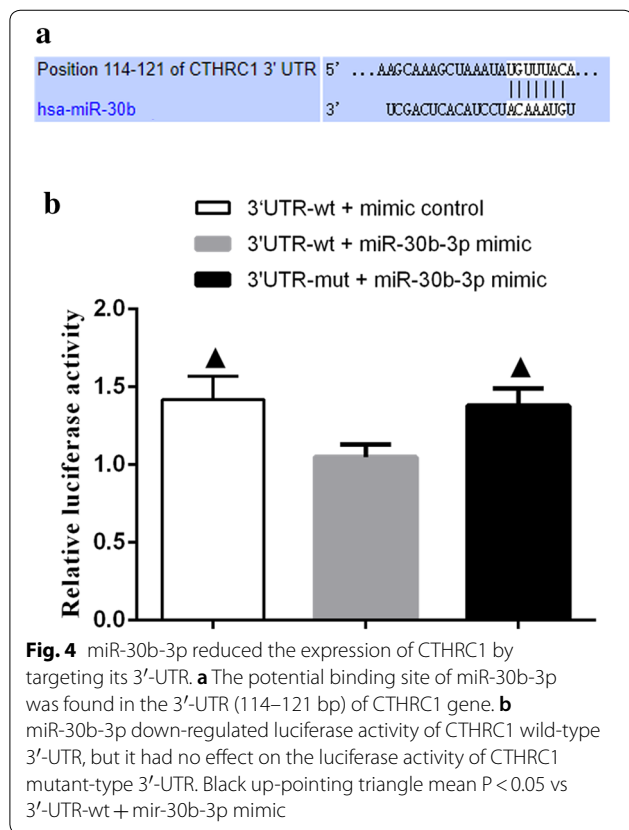 a
Position 114-121 of CTHRC1 3' UTR 5' ...AAGCAAAGCUAAAUAUGUUUACA...
hsa-miR-30b 3' UCGACUCACAUCCUACAAAUGU
b
3'UTR-wt + mimic control
3'UTR-wt + miR-30b-3p mimic
3'UTR-mut + miR-30b-3p mimic
Relative luciferase activity
2.0
1.5
1.0
0.5
0.0
Fig. 4 miR-30b-3p reduced the expression of CTHRC1 by
targeting its 3′-UTR. a The potential binding site of miR-30b-3p
was found in the 3′-UTR (114–121 bp) of CTHRC1 gene. b
miR-30b-3p down-regulated luciferase activity of CTHRC1 wild-type
3′-UTR, but it had no effect on the luciferase activity of CTHRC1
mutant-type 3′-UTR. Black up-pointing triangle mean P < 0.05 vs
3′-UTR-wt + mir-30b-3p mimic